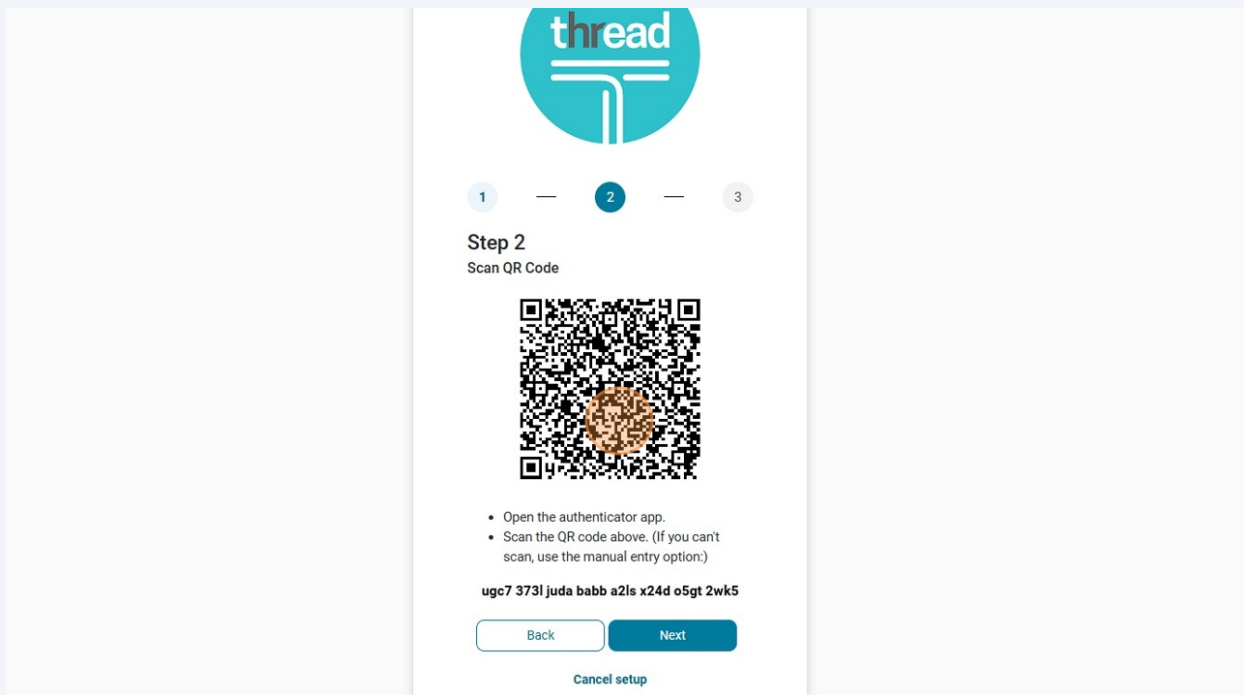 thread
1
2
3
Step 2
Scan QR Code
Open the authenticator app.
Scan the QR code above. (If you can't
scan, use the manual entry option:)
ugc7 373l juda babb a2ls x24d o5gt 2wk5
Back
Next
Cancel setup